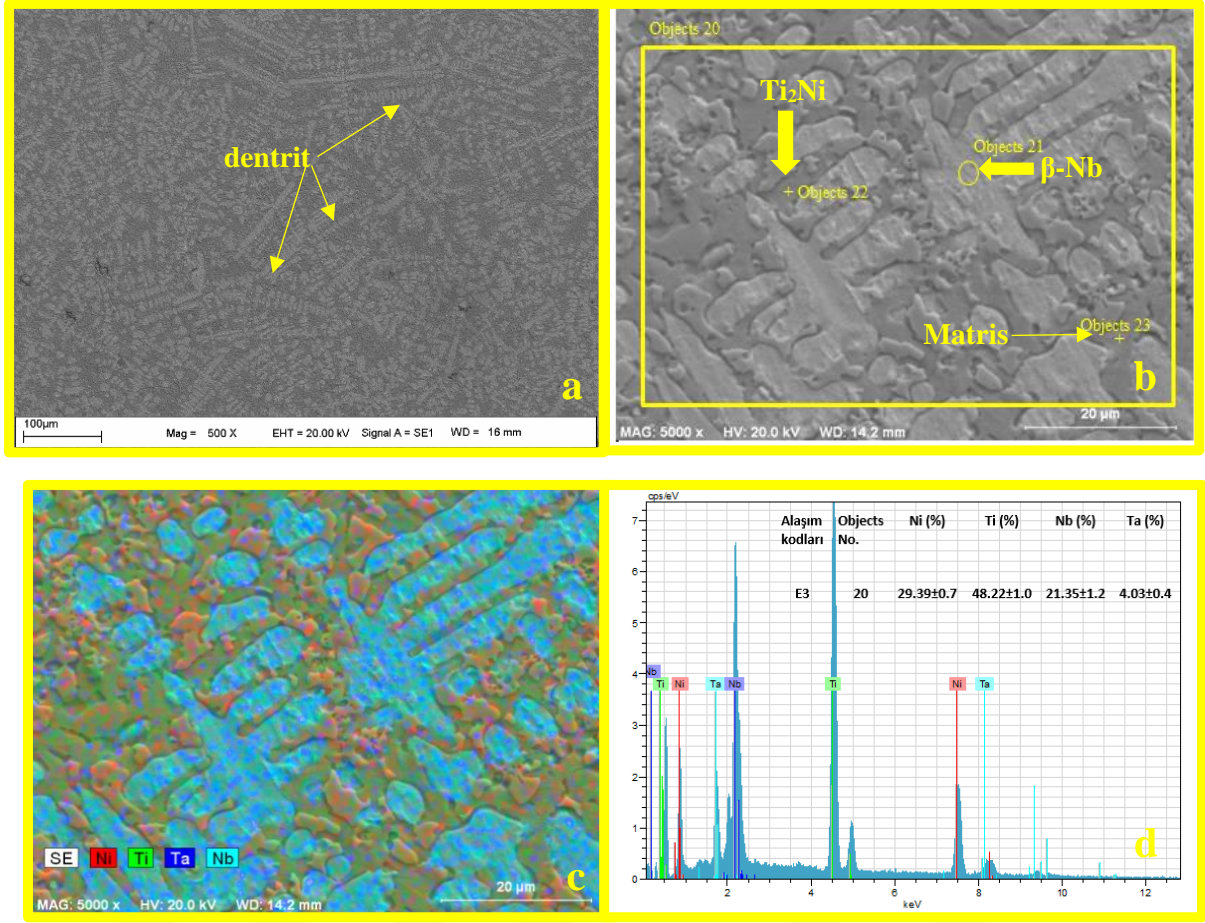 dentrit
a
100µm
Mag = 500 X EHT = 20.00 kV Signal A = SE1 WD = 16 mm
Objects 20
Ti₂Ni
Objects 21
β-Nb
Objects 22
Objects 23
Matris
b
20 µm
MAG: 5000 x HV: 20.0 kV WD: 14.2 mm
SE Ni Ti Ta Nb
c
20 µm
MAG: 5000 x HV: 20.0 kV WD: 14.2 mm
cps/eV
Alaşım Objects Ni (%) Ti (%) Nb (%) Ta (%)
kodları No.
E3 20 29.39±0.7 48.22±1.0 21.35±1.2 4.03±0.4
7
6
5
4
3
2
1
0
Nb
Ti Ni Ta Nb Ti Ni Ta
d
2 4 6 8 10 12
keV